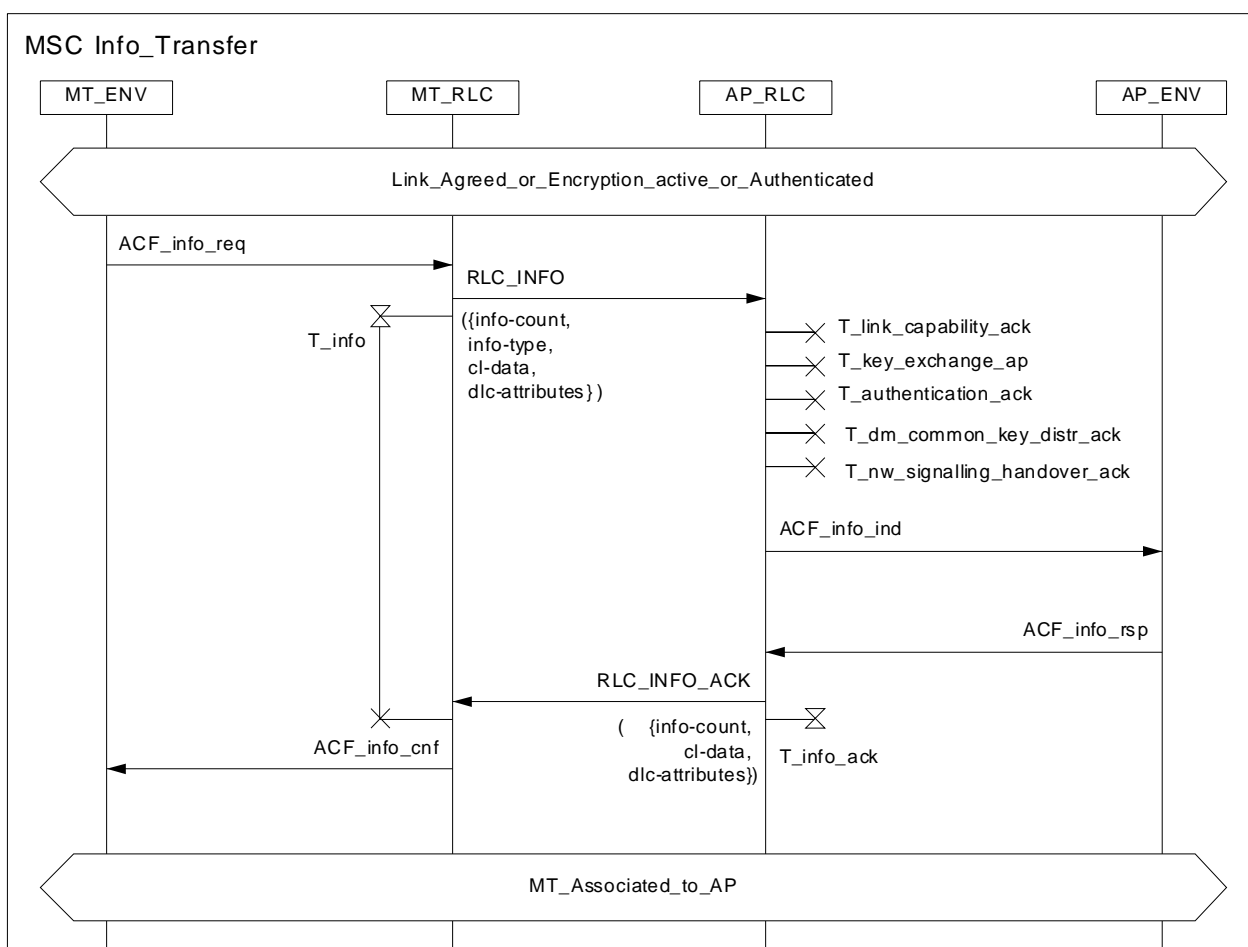 MSC Info_Transfer
MT_ENV
MT_RLC
AP_RLC
AP_ENV
Link_Agreed_or_Encryption_active_or_Authenticated
ACF_info_req
RLC_INFO
({info-count,
info-type,
cl-data,
dlc-attributes})
T_info
T_link_capability_ack
T_key_exchange_ap
T_authentication_ack
T_dm_common_key_distr_ack
T_nw_signalling_handover_ack
ACF_info_ind
ACF_info_rsp
RLC_INFO_ACK
( {info-count,
cl-data,
dlc-attributes})
T_info_ack
ACF_info_cnf
MT_Associated_to_AP